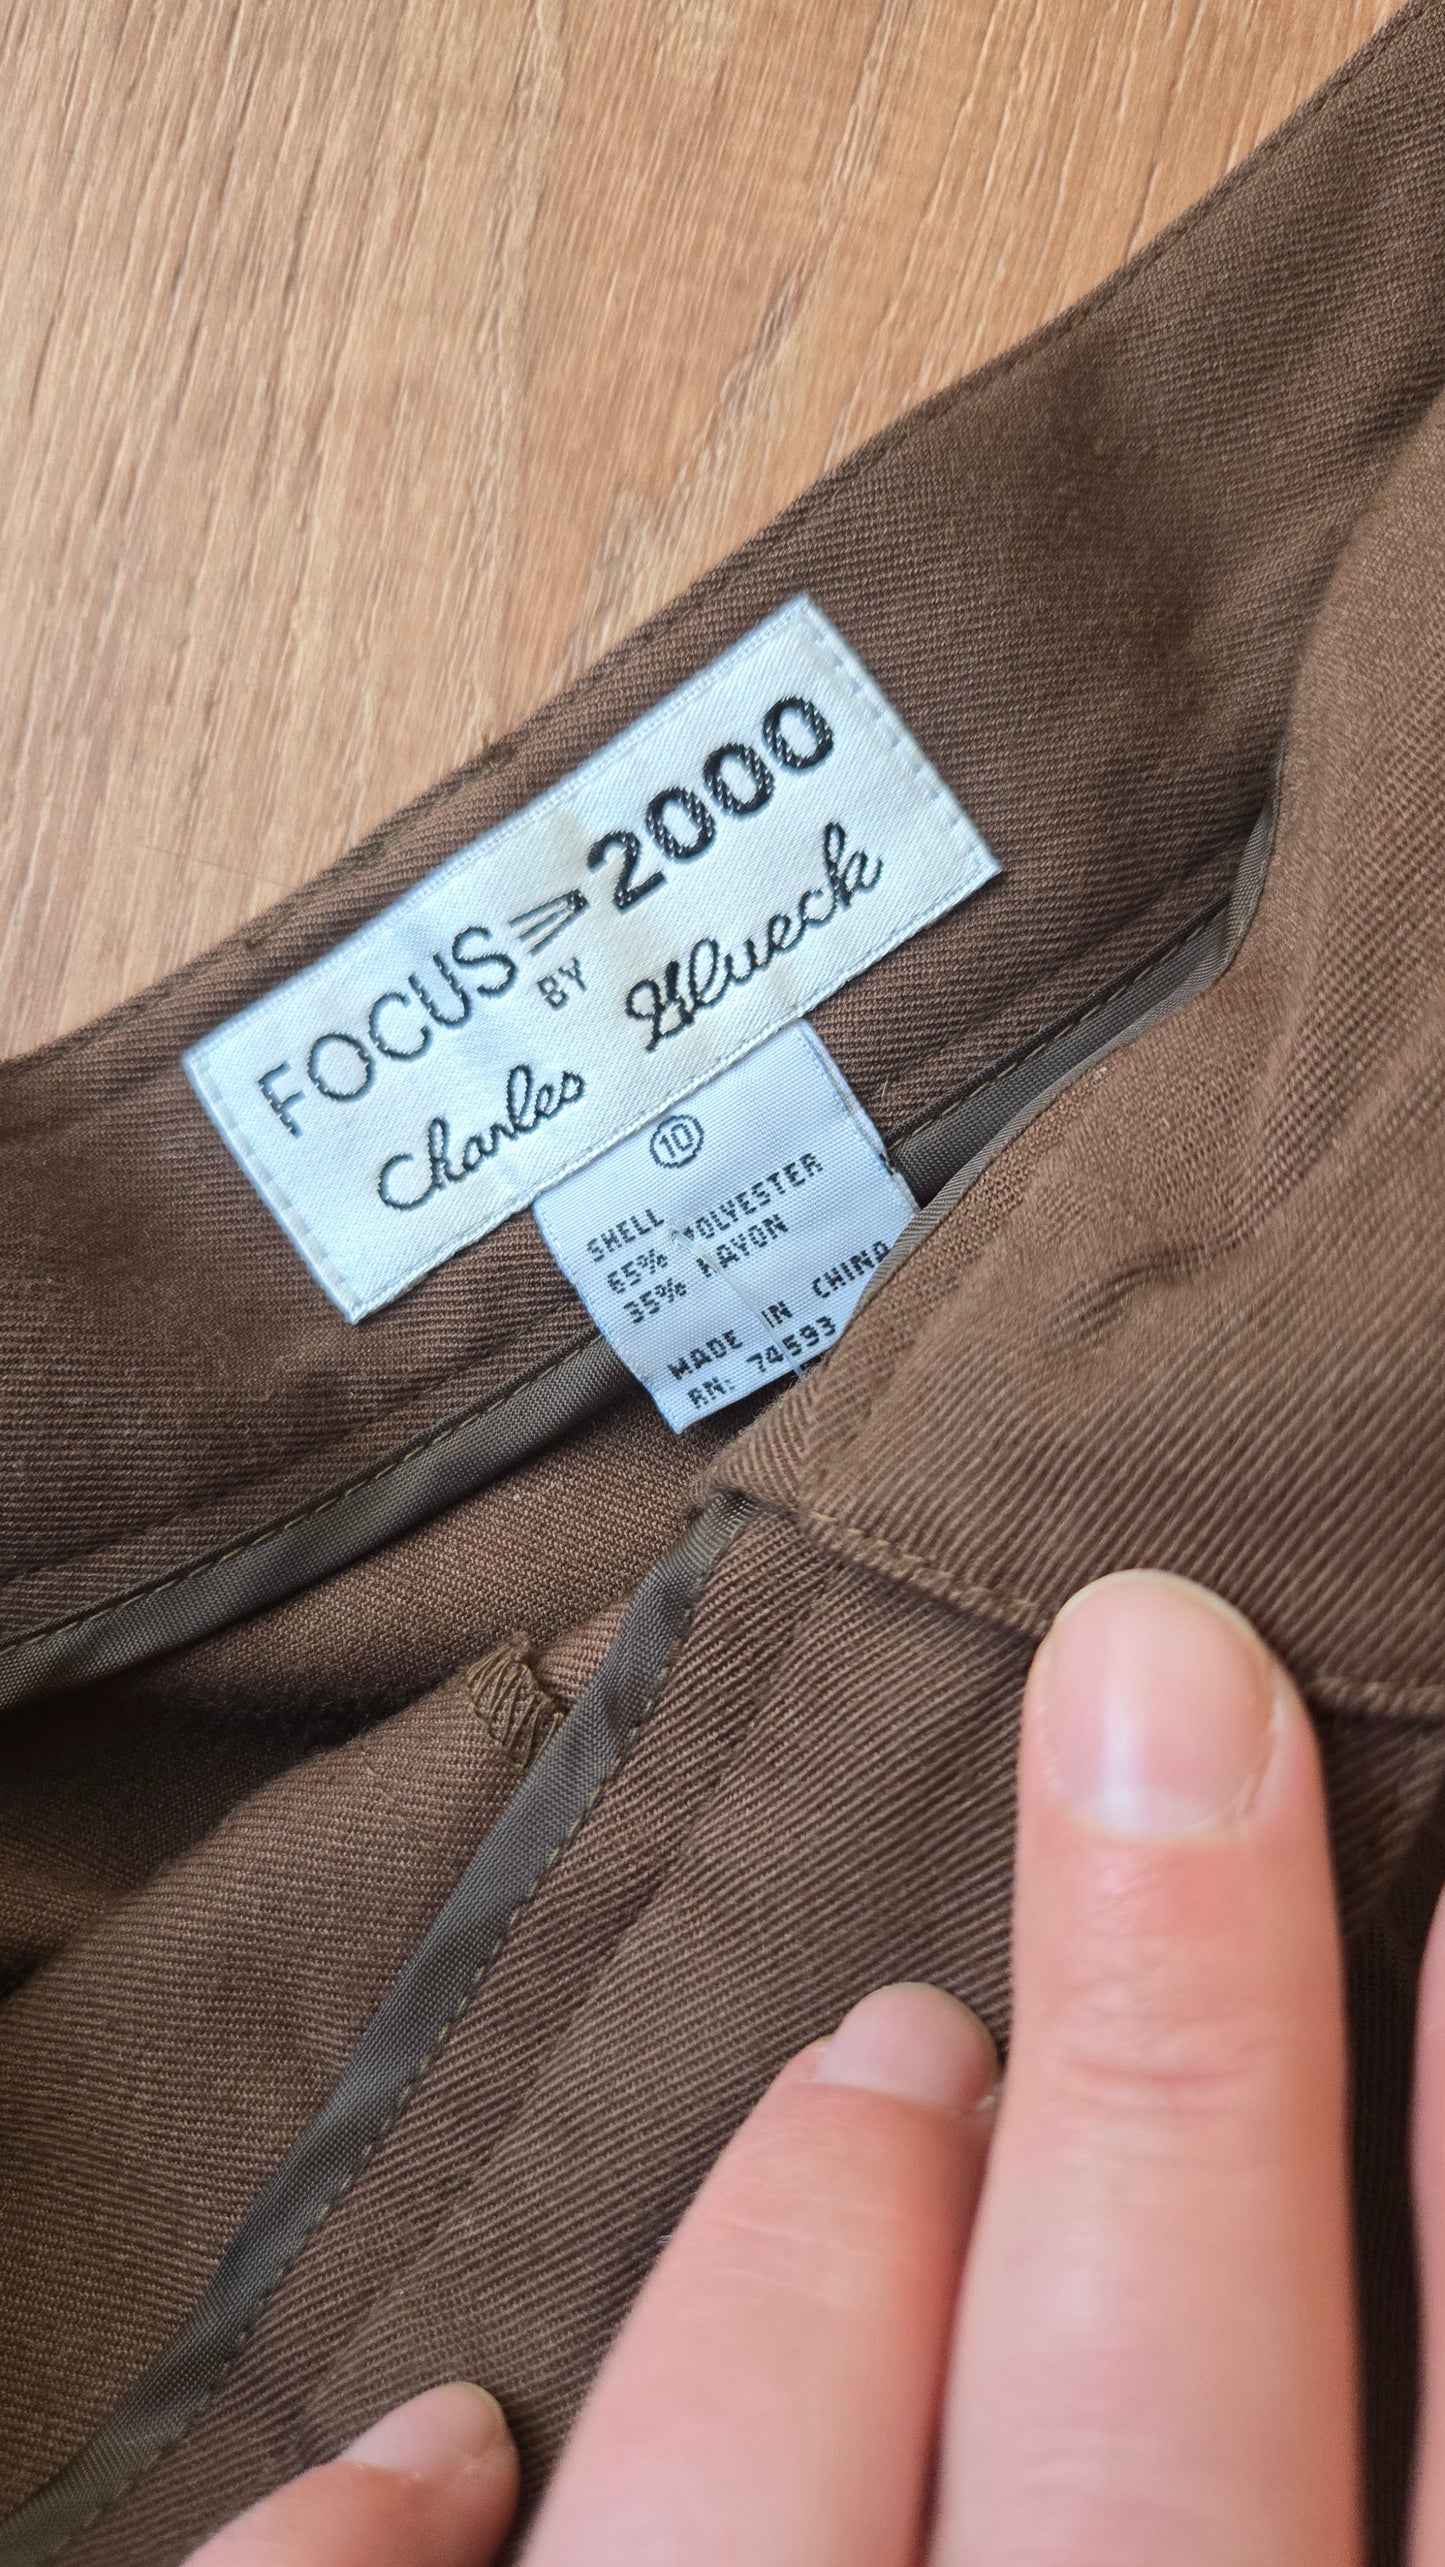 FOCUS 2000
BY
Charles Glueck
10
SHELL
65% POLYESTER
35% RAYON
MADE IN CHINA
RN: 74593